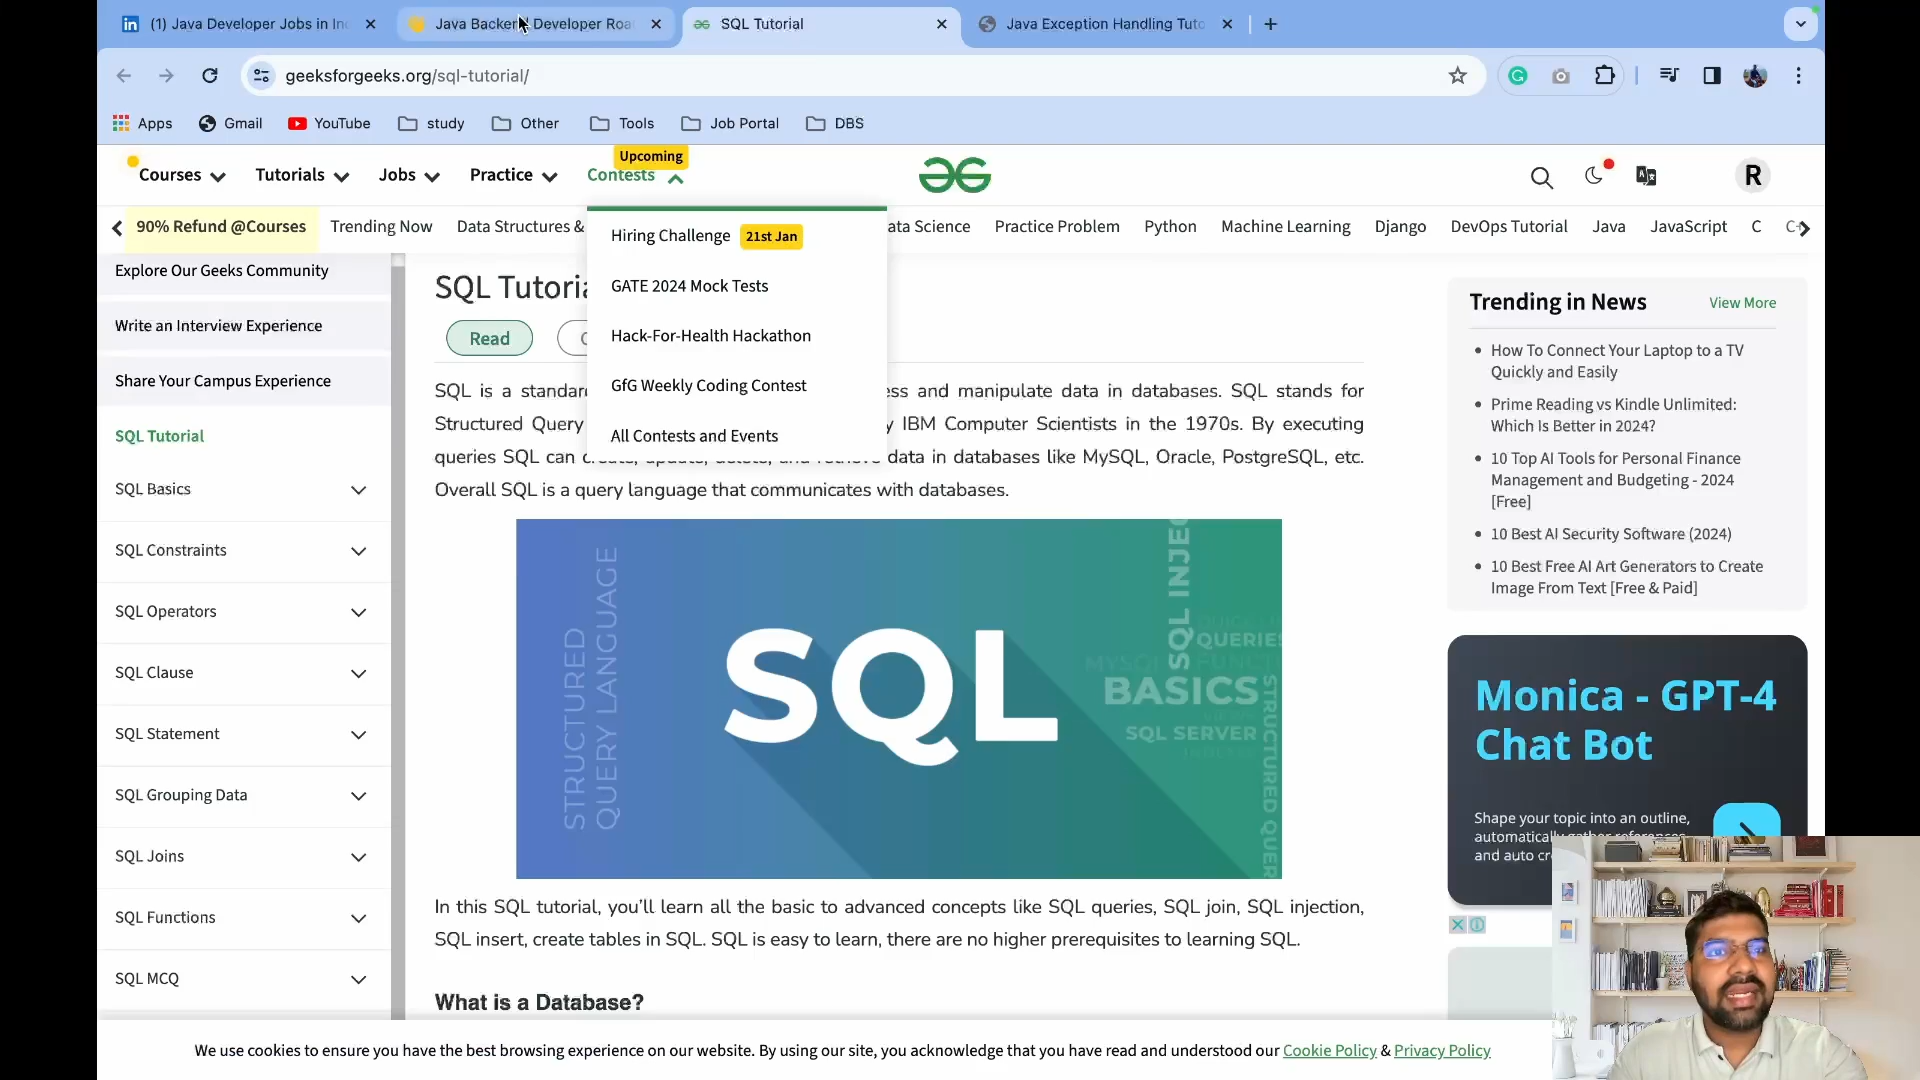 (1) Java Developer Jobs in In
Java Backend Developer Roa
SQL Tutorial
Java Exception Handling Tuto
geeksforgeeks.org/sql-tutorial/
Apps
Gmail
YouTube
study
Other
Tools
Job Portal
DBS
Upcoming
Courses
Tutorials
Jobs
Practice
Contests
R
90% Refund @Courses
Trending Now
Data Structures &
ata Science
Practice Problem
Python
Machine Learning
Django
DevOps Tutorial
Java
JavaScript
C
Hiring Challenge 21st Jan
GATE 2024 Mock Tests
Hack-For-Health Hackathon
GfG Weekly Coding Contest
All Contests and Events
Explore Our Geeks Community
Write an Interview Experience
Share Your Campus Experience
SQL Tutorial
SQL Basics
SQL Constraints
SQL Operators
SQL Clause
SQL Statement
SQL Grouping Data
SQL Joins
SQL Functions
SQL MCQ
SQL Tutoria
Read
SQL is a standar ess and manipulate data in databases. SQL stands for
Structured Query y IBM Computer Scientists in the 1970s. By executing
queries SQL can create, update, delete, and retrieve data in databases like MySQL, Oracle, PostgreSQL, etc.
Overall SQL is a query language that communicates with databases.
STRUCTURED
QUERY LANGUAGE
SQL
SQL INJEC
QUERIES
BASICS
SQL SERVER
STRUCTURED QUER
In this SQL tutorial, you’ll learn all the basic to advanced concepts like SQL queries, SQL join, SQL injection,
SQL insert, create tables in SQL. SQL is easy to learn, there are no higher prerequisites to learning SQL.
What is a Database?
Trending in News
View More
How To Connect Your Laptop to a TV
Quickly and Easily
Prime Reading vs Kindle Unlimited:
Which Is Better in 2024?
10 Top AI Tools for Personal Finance
Management and Budgeting - 2024
[Free]
10 Best AI Security Software (2024)
10 Best Free AI Art Generators to Create
Image From Text [Free & Paid]
Monica - GPT-4
Chat Bot
Shape your topic into an outline,
automatically gather references,
and auto cr
We use cookies to ensure you have the best browsing experience on our website. By using our site, you acknowledge that you have read and understood our Cookie Policy & Privacy Policy